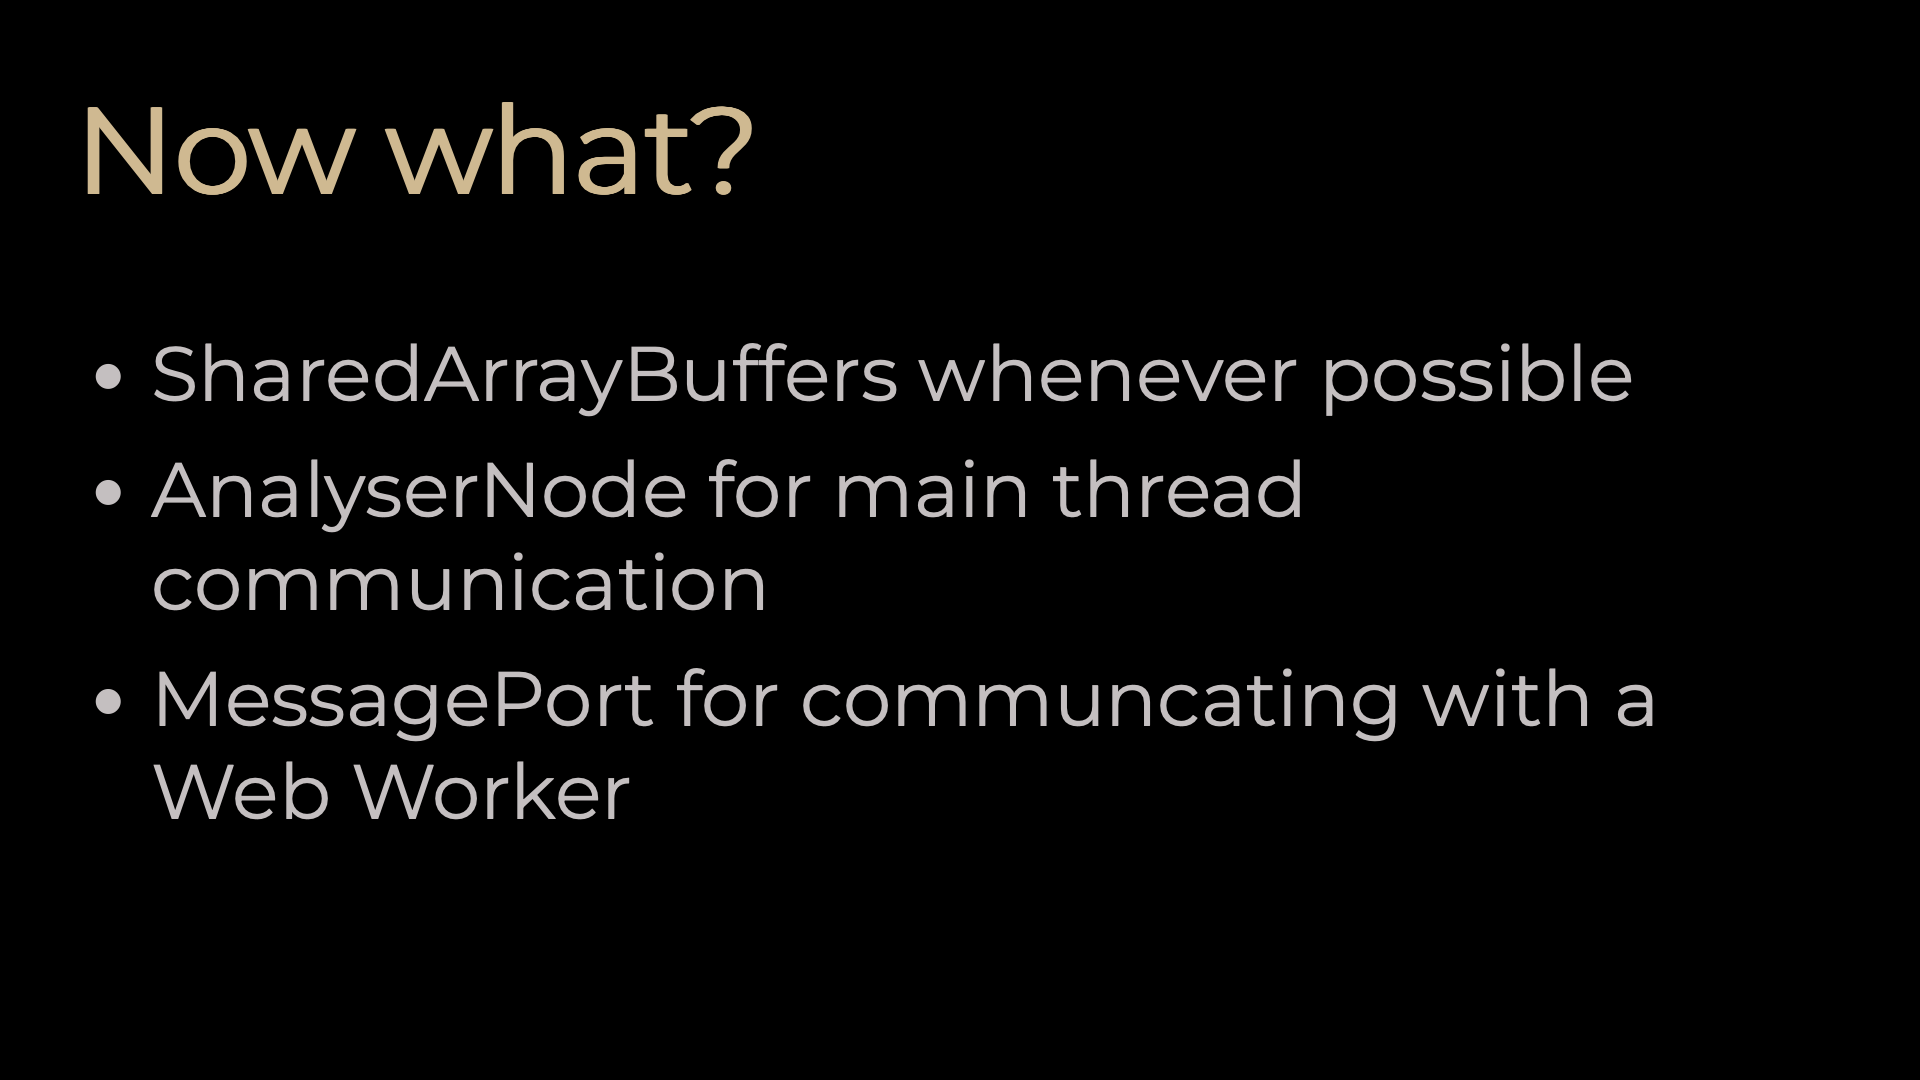 Now what?
• SharedArrayBuffers whenever possible
• AnalyserNode for main thread
communication
• MessagePort for communcating with a
Web Worker